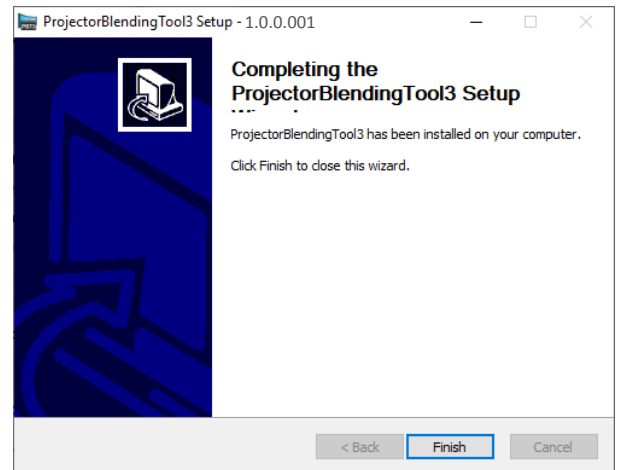 ProjectorBlendingTool3 Setup - 1.0.0.001
Completing the
ProjectorBlendingTool3 Setup
ProjectorBlendingTool3 has been installed on your computer.
Click Finish to close this wizard.
< Back Finish Cancel